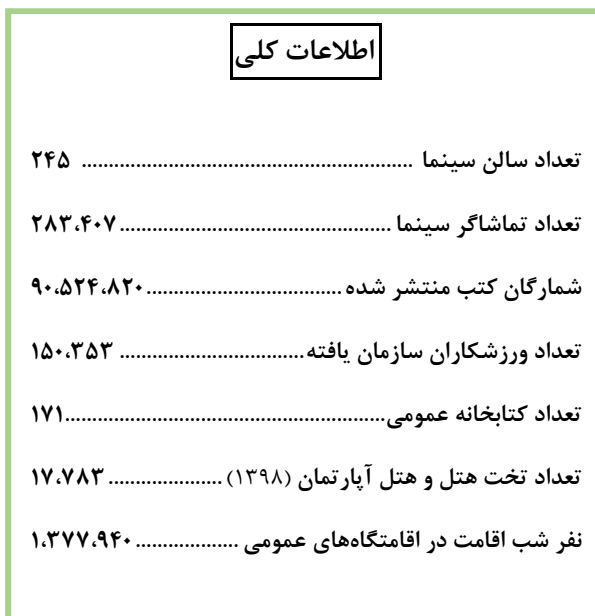 اطلاعات کلی
تعداد سالن سینما .............................................................. ۲۴۵
تعداد تماشاگر سینما ................................................... ۲۸۳،۴۰۷
شمارگان کتب منتشر شده ..................................... ۹۰،۵۲۴،۸۲۰
تعداد ورزشکاران سازمان یافته ................................... ۱۵۰،۳۵۳
تعداد کتابخانه عمومی............................................................ ۱۷۱
تعداد تخت هتل و هتل آپارتمان (۱۳۹۸) ..................... ۱۷،۷۸۳
نفر شب اقامت در اقامتگاه‌های عمومی ................... ۱،۳۷۷،۹۴۰